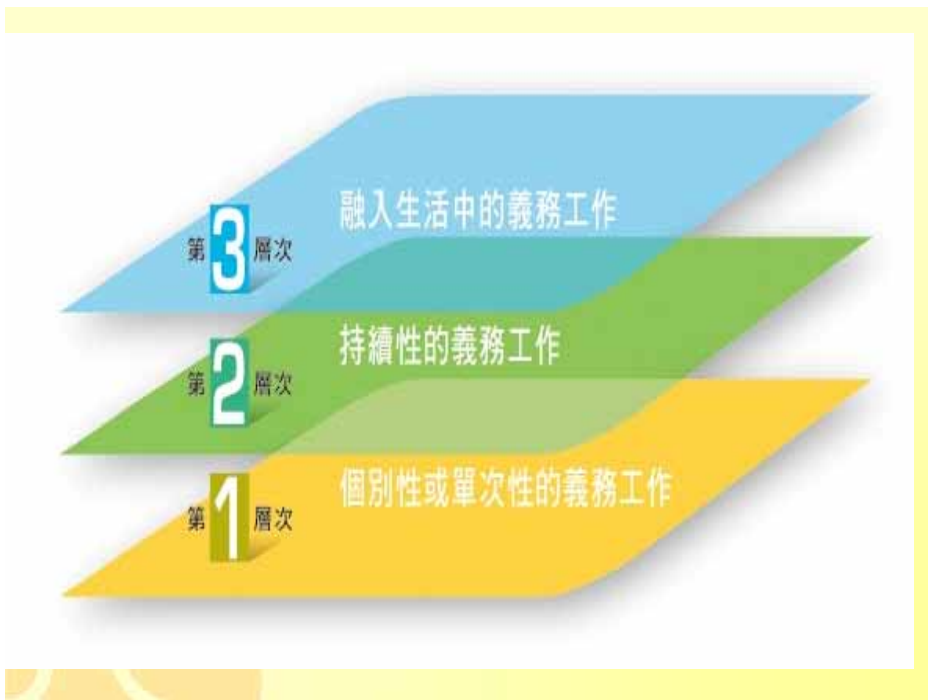 融入生活中的義務工作
第3層次
持續性的義務工作
第2層次
個別性或單次性的義務工作
第1層次